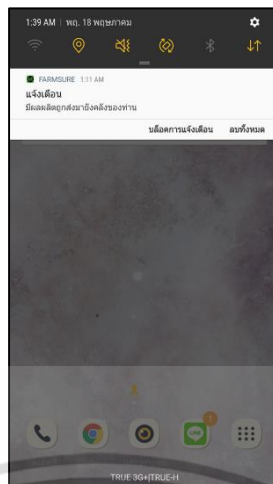 1:39 AM | พฤ. 18 พฤษภาคม
FARMSURE 1:11 AM
แจ้งเตือน
มีผลผลิตถูกส่งมายังคลังของท่าน
บล็อคการแจ้งเตือน ลบทั้งหมด
1
LINE
TRUE 3G+|TRUE-H